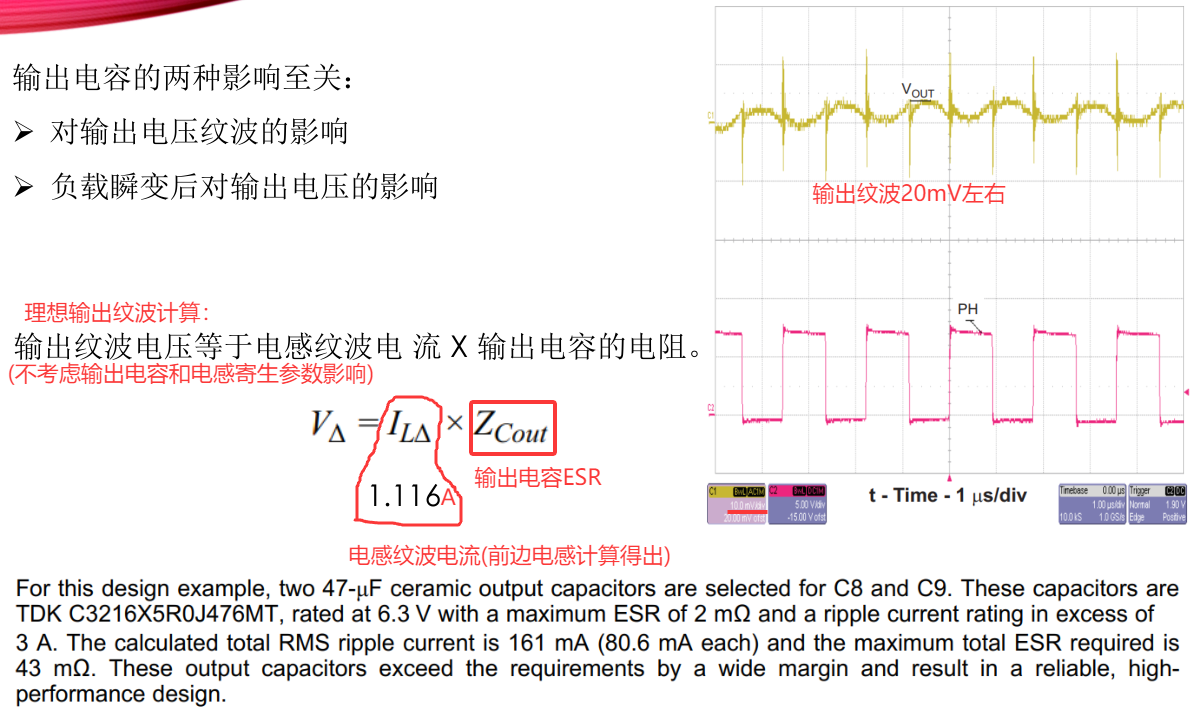 输出电容的两种影响至关：
➢ 对输出电压纹波的影响
➢ 负载瞬变后对输出电压的影响
理想输出纹波计算：
输出纹波电压等于电感纹波电 流 X 输出电容的电阻。
(不考虑输出电容和电感寄生参数影响)
V_Δ = I_{LΔ} × Z_{Cout}
输出电容ESR
1.116A
电感纹波电流(前边电感计算得出)
V_OUT
C1
输出纹波20mV左右
PH
C2
C1 BwL AC1M
10.0 mV/div
20.00 mV ofst
C2 BwL DC1M
5.00 V/div
-15.00 V ofst
t - Time - 1 μs/div
Timebase 0.00 μs
1.00 μs/div
10.0 kS 1.0 GS/s
Trigger C2 DC
Normal 1.90 V
Edge Positive
For this design example, two 47-μF ceramic output capacitors are selected for C8 and C9. These capacitors are
TDK C3216X5R0J476MT, rated at 6.3 V with a maximum ESR of 2 mΩ and a ripple current rating in excess of
3 A. The calculated total RMS ripple current is 161 mA (80.6 mA each) and the maximum total ESR required is
43 mΩ. These output capacitors exceed the requirements by a wide margin and result in a reliable, high-
performance design.